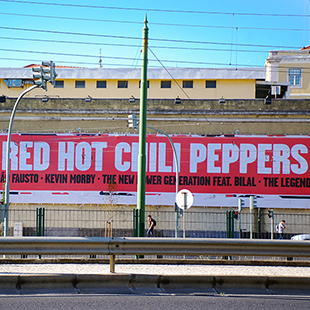 RED HOT CHILI PEPPERS
FAUSTO · KEVIN MORBY · THE NEW POWER GENERATION FEAT. BILAL · THE LEGEND